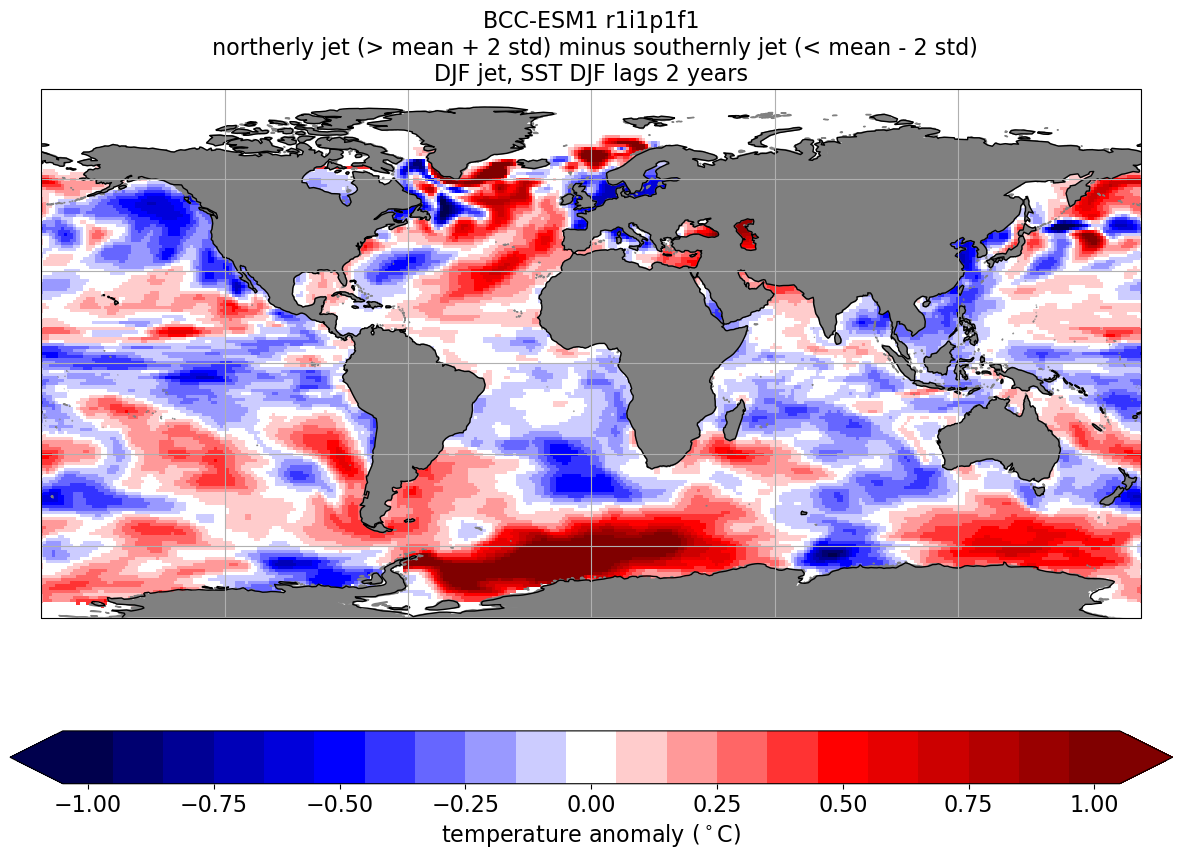 BCC-ESM1 r1i1p1f1
northerly jet (> mean + 2 std) minus southernly jet (< mean - 2 std)
DJF jet, SST DJF lags 2 years
−1.00 −0.75 −0.50 −0.25 0.00 0.25 0.50 0.75 1.00
temperature anomaly (°C)